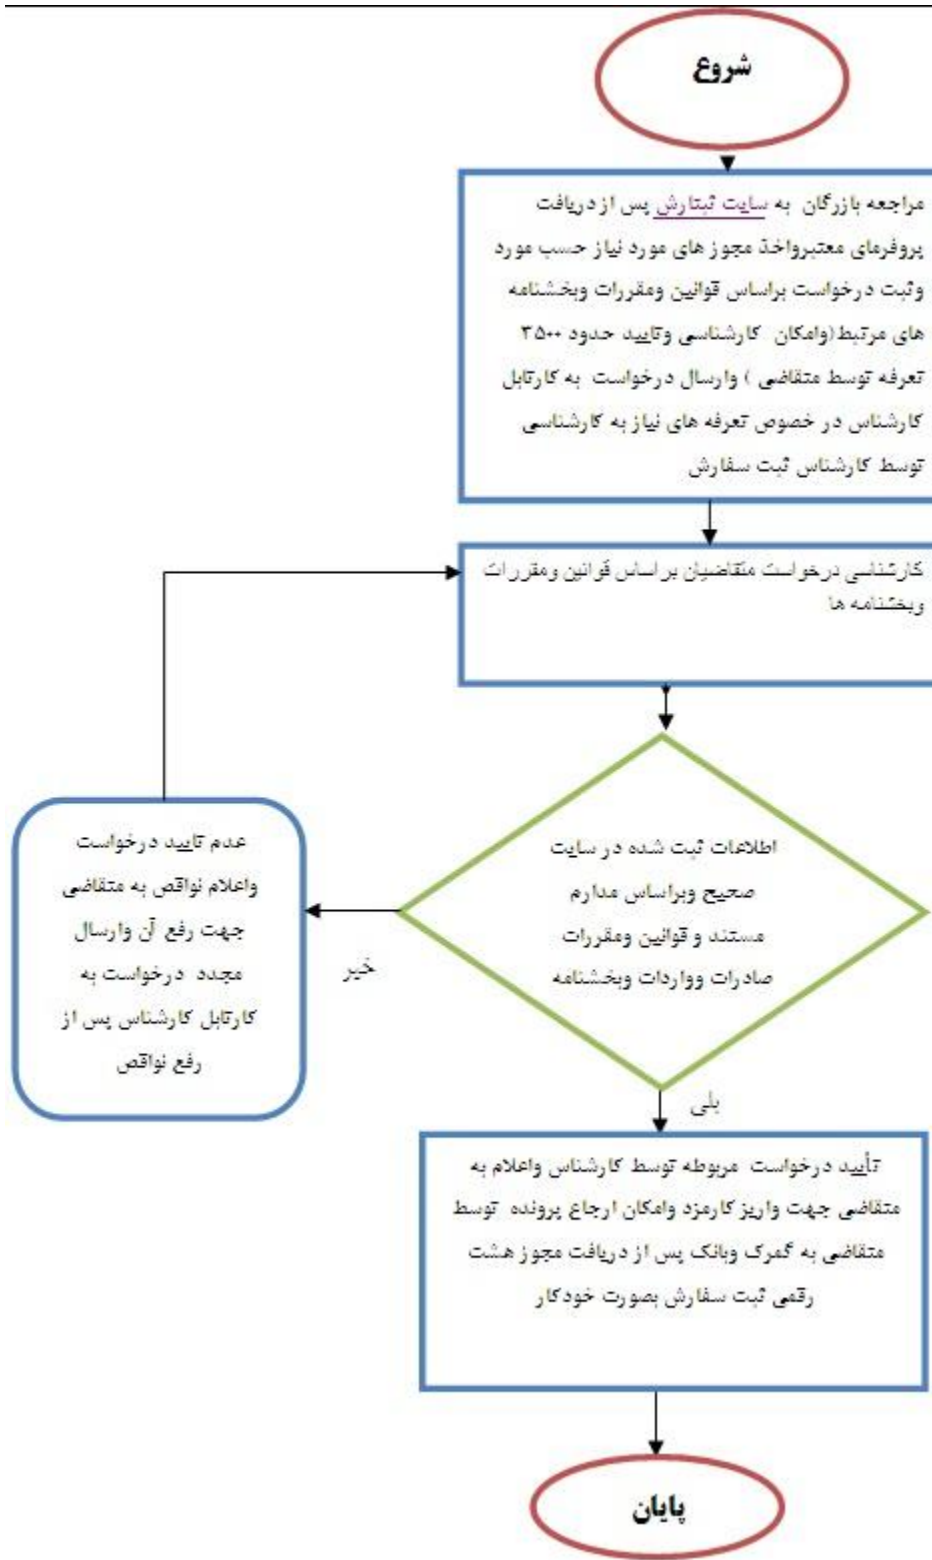 شروع
مراجعه بازرگان به سایت ثبتارش پس از دریافت
پروفرمای معتبرواخذ مجوز های مورد نیاز حسب مورد
وثبت درخواست براساس قوانین ومقررات وبخشنامه
های مرتبط(وامکان کارشناسی وتایید حدود ۳۵۰۰
تعرفه توسط متقاضی ) وارسال درخواست به کارتابل
کارشناس در خصوص تعرفه های نیاز به کارشناسی
توسط کارشناس ثبت سفارش
کارشناسی درخواست متقاضیان بر اساس قوانین ومقررات
وبخشنامه ها
اطلاعات ثبت شده در سایت
صحیح وبراساس مدارم
مستند و قوانین ومقررات
صادرات وواردات وبخشنامه
خیر
عدم تایید درخواست
واعلام نواقص به متقاضی
جهت رفع آن وارسال
مجدد درخواست به
کارتابل کارشناس پس از
رفع نواقص
بلی
تأیید درخواست مربوطه توسط کارشناس واعلام به
متقاضی جهت واریز کارمزد وامکان ارجاع پرونده توسط
متقاضی به گمرک وبانک پس از دریافت مجوز هشت
رقمی ثبت سفارش بصورت خودکار
پایان